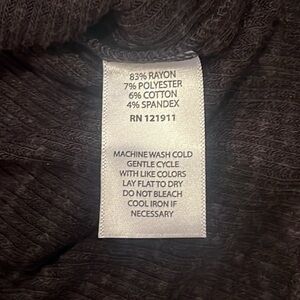 83% RAYON
7% POLYESTER
6% COTTON
4% SPANDEX
RN 121911
MACHINE WASH COLD
GENTLE CYCLE
WITH LIKE COLORS
LAY FLAT TO DRY
DO NOT BLEACH
COOL IRON IF
NECESSARY